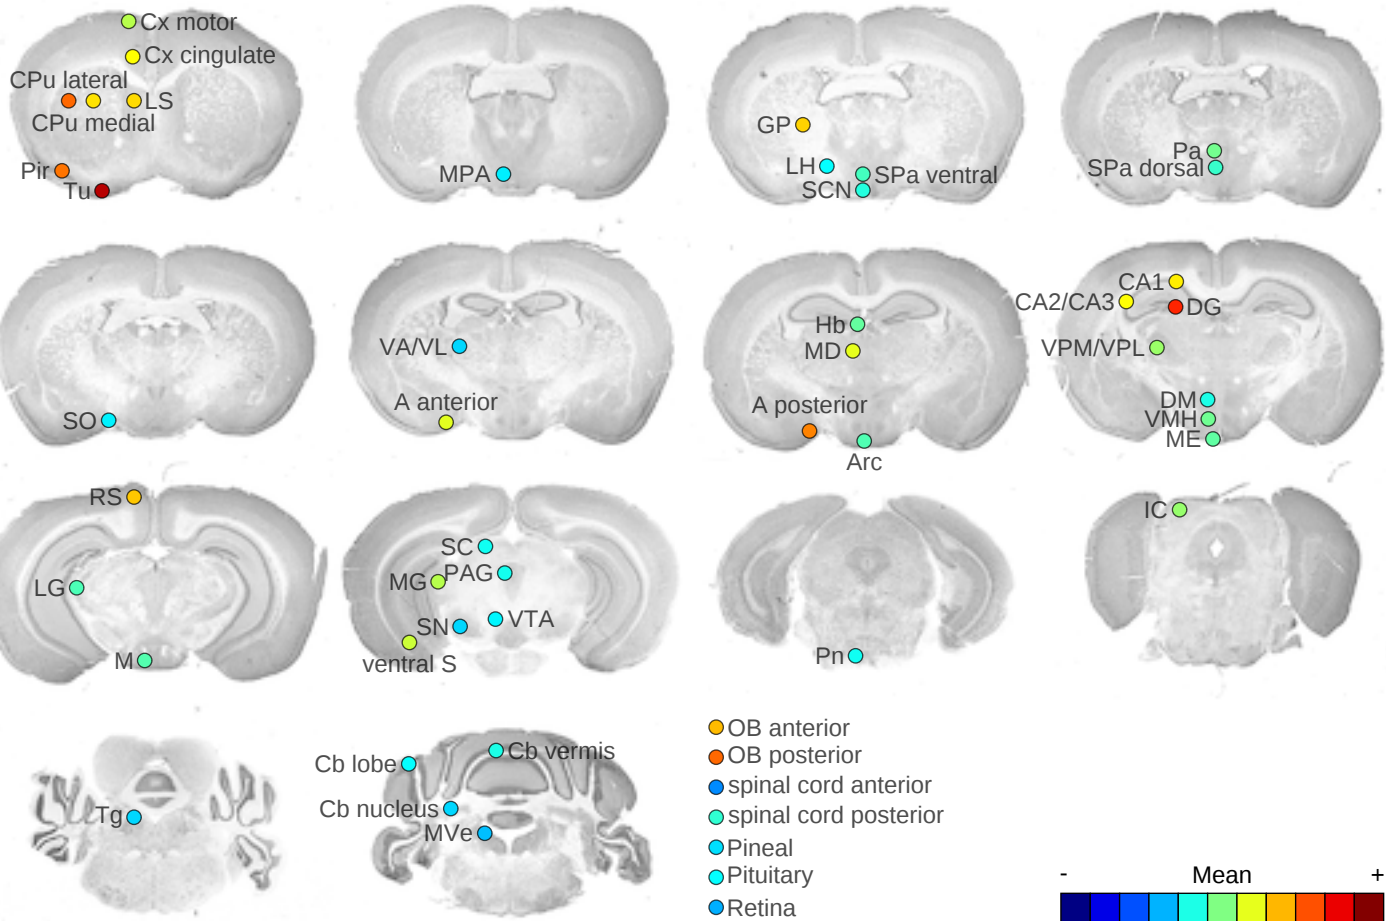 Cx motor
Cx cingulate
CPu lateral
LS
CPu medial
Pir
Tu
MPA
GP
LH
SPa ventral
SCN
Pa
SPa dorsal
SO
VA/VL
A anterior
Hb
MD
A posterior
Arc
CA1
CA2/CA3
DG
VPM/VPL
DM
VMH
ME
RS
LG
M
SC
PAG
MG
VTA
SN
ventral S
Pn
IC
Tg
Cb vermis
Cb lobe
Cb nucleus
MVe
OB anterior
OB posterior
spinal cord anterior
spinal cord posterior
Pineal
Pituitary
Retina
- Mean +